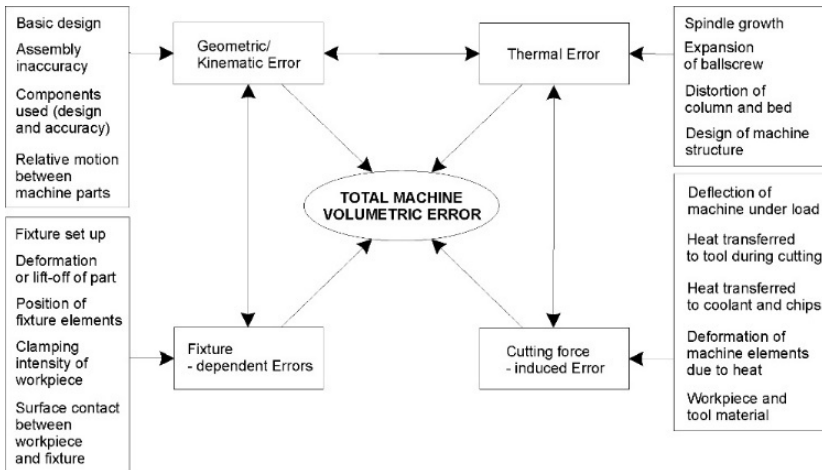 Basic design
Assembly
inaccuracy
Components
used (design
and accuracy)
Relative motion
between
machine parts
Geometric/
Kinematic Error
Thermal Error
Spindle growth
Expansion
of ballscrew
Distortion of
column and bed
Design of machine
structure
TOTAL MACHINE
VOLUMETRIC ERROR
Fixture set up
Deformation
or lift-off of part
Position of
fixture elements
Clamping
intensity of
workpiece
Surface contact
between
workpiece
and fixture
Fixture
- dependent Errors
Cutting force
- induced Error
Deflection of
machine under load
Heat transferred
to tool during cutting
Heat transferred
to coolant and chips
Deformation of
machine elements
due to heat
Workpiece and
tool material